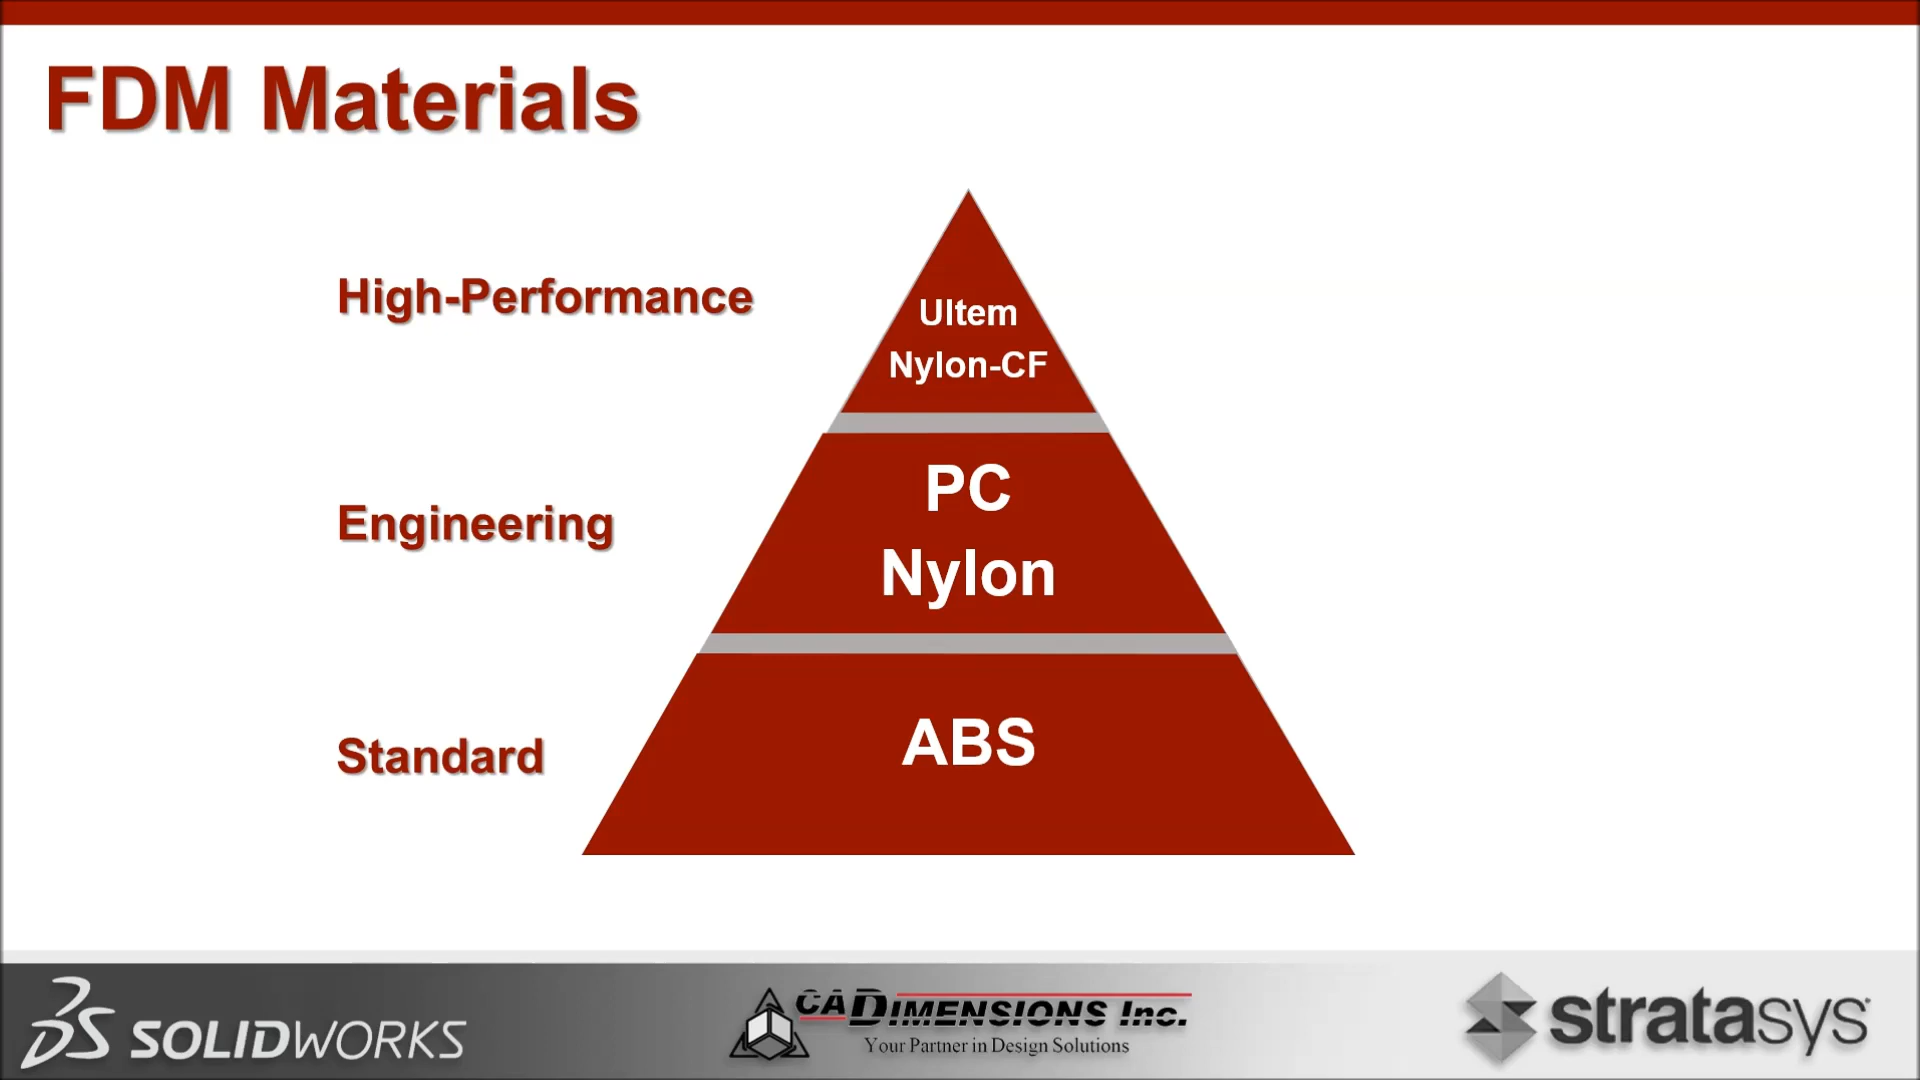 FDM Materials
High-Performance
Ultem
Nylon-CF
Engineering
PC
Nylon
Standard
ABS
SOLIDWORKS
CADIMENSIONS Inc.
Your Partner in Design Solutions
stratasys